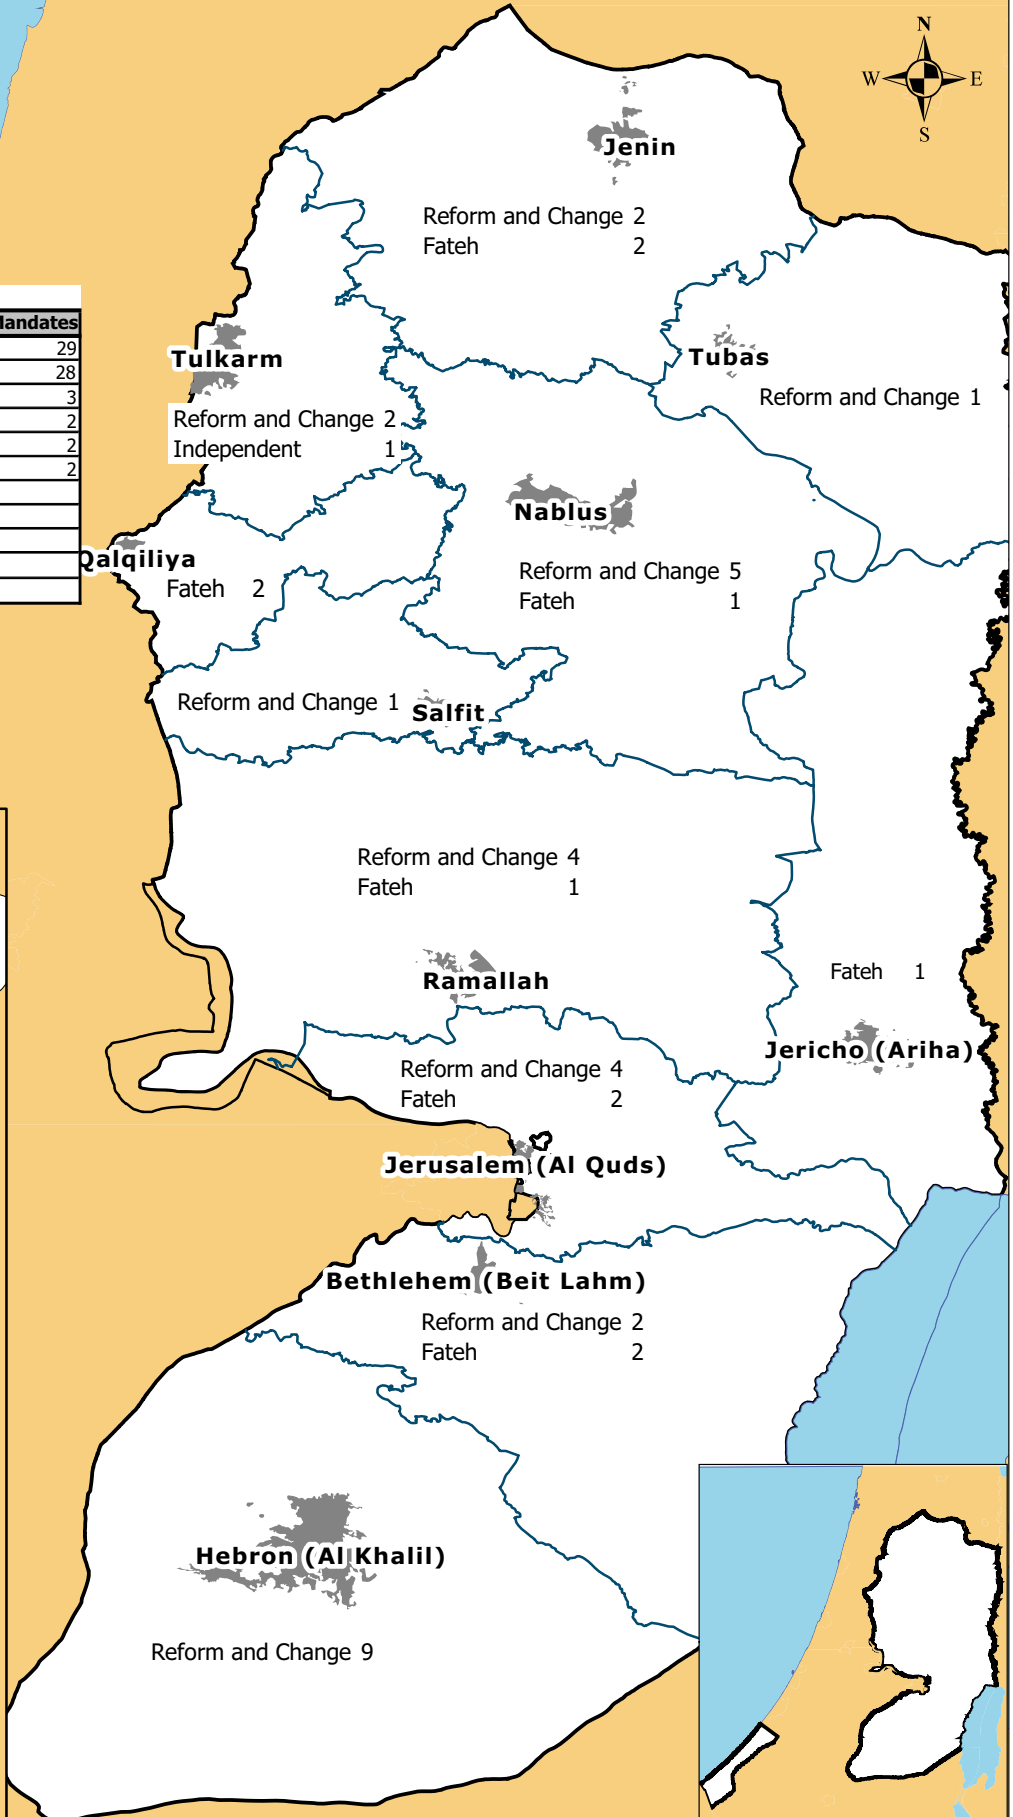 N
W E
S
Jenin
Reform and Change 2
Fateh 2
andates
29
28
3
2
2
2
Tulkarm
Reform and Change 2
Independent 1
Tubas
Reform and Change 1
Nablus
Reform and Change 5
Fateh 1
Qalqiliya
Fateh 2
Reform and Change 1
Salfit
Reform and Change 4
Fateh 1
Ramallah
Fateh 1
Jericho (Ariha)
Reform and Change 4
Fateh 2
Jerusalem (Al Quds)
Bethlehem (Beit Lahm)
Reform and Change 2
Fateh 2
Hebron (Al Khalil)
Reform and Change 9